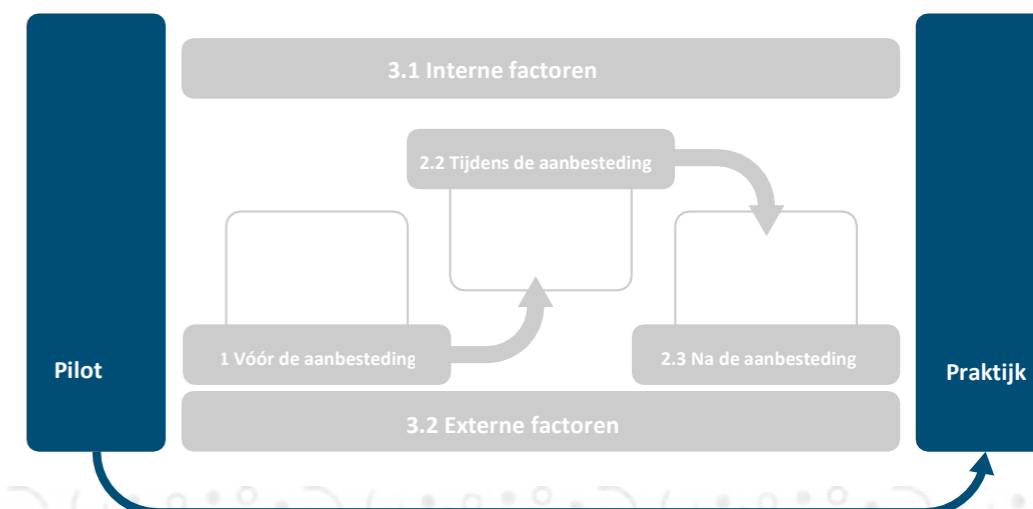 3.1 Interne factoren
2.2 Tijdens de aanbesteding
1 Vóór de aanbesteding
2.3 Na de aanbesteding
Pilot
Praktijk
3.2 Externe factoren